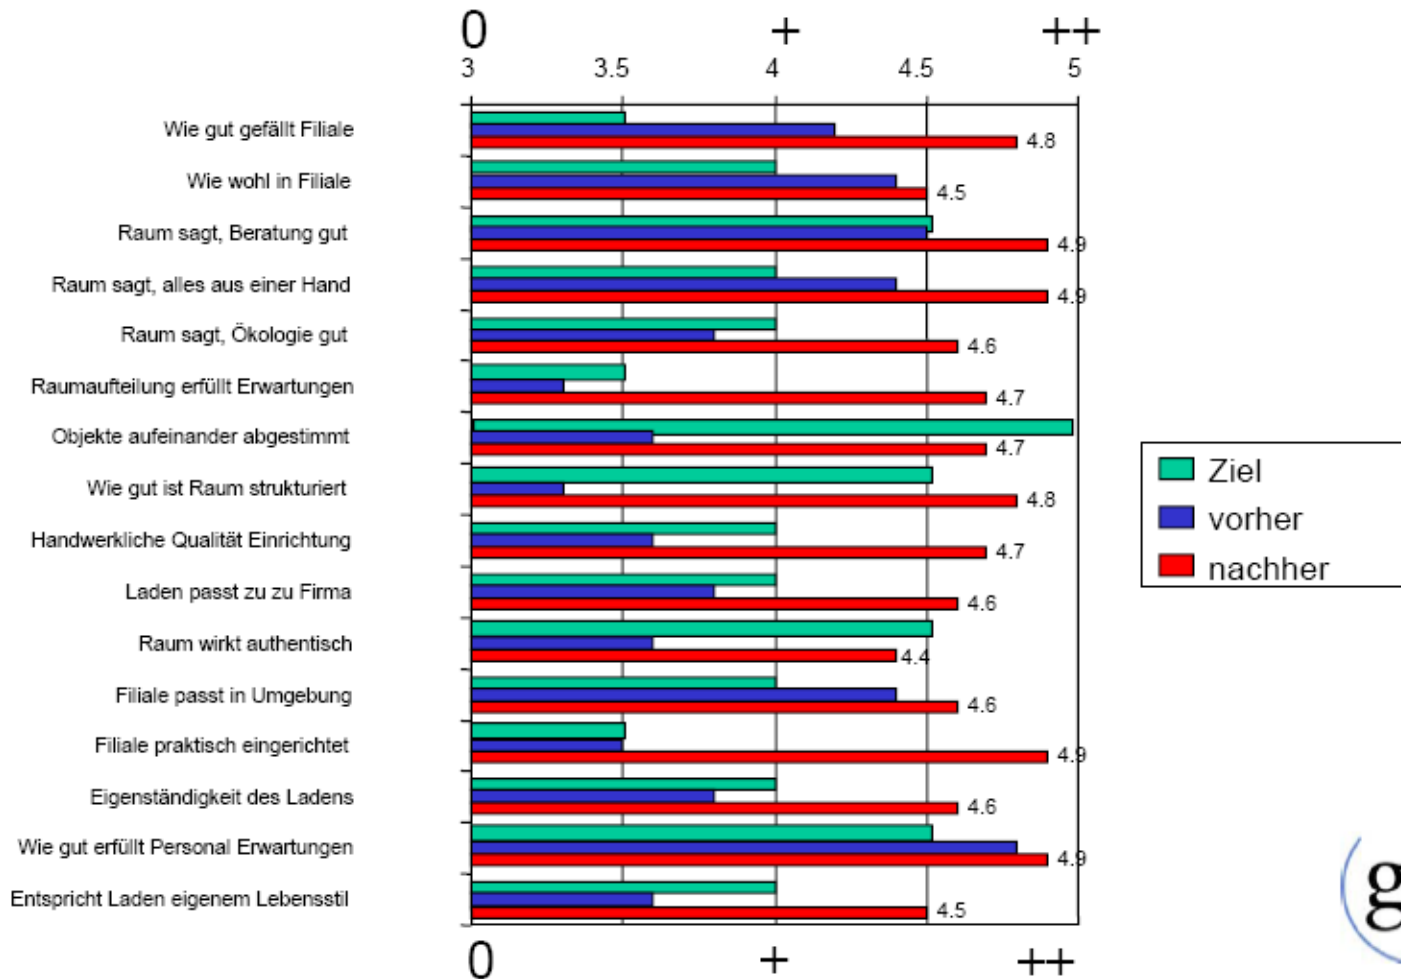 0 + ++
3 3.5 4 4.5 5
Wie gut gefällt Filiale 4.8
Wie wohl in Filiale 4.5
Raum sagt, Beratung gut 4.9
Raum sagt, alles aus einer Hand 4.9
Raum sagt, Ökologie gut 4.6
Raumaufteilung erfüllt Erwartungen 4.7
Objekte aufeinander abgestimmt 4.7
Wie gut ist Raum strukturiert 4.8
Handwerkliche Qualität Einrichtung 4.7
Laden passt zu zu Firma 4.6
Raum wirkt authentisch 4.4
Filiale passt in Umgebung 4.6
Filiale praktisch eingerichtet 4.9
Eigenständigkeit des Ladens 4.6
Wie gut erfüllt Personal Erwartungen 4.9
Entspricht Laden eigenem Lebensstil 4.5
0 + ++
Ziel
vorher
nachher
g